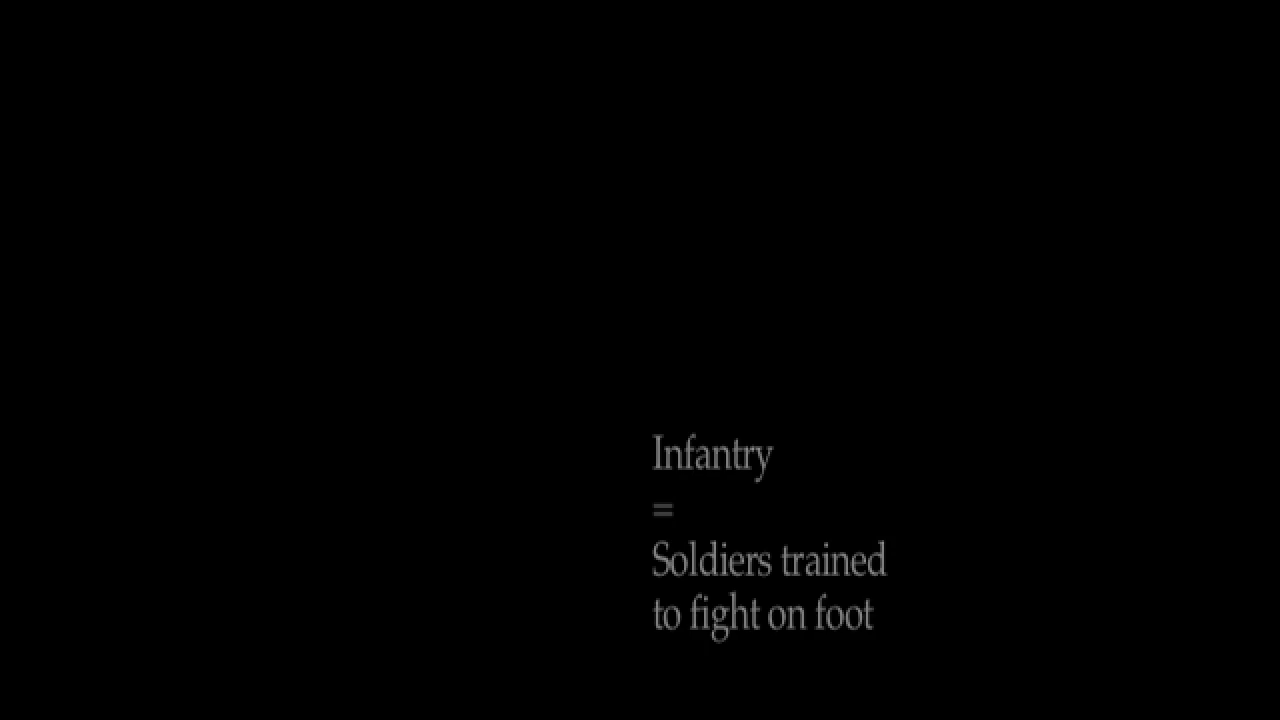 Infantry
=
Soldiers trained
to fight on foot